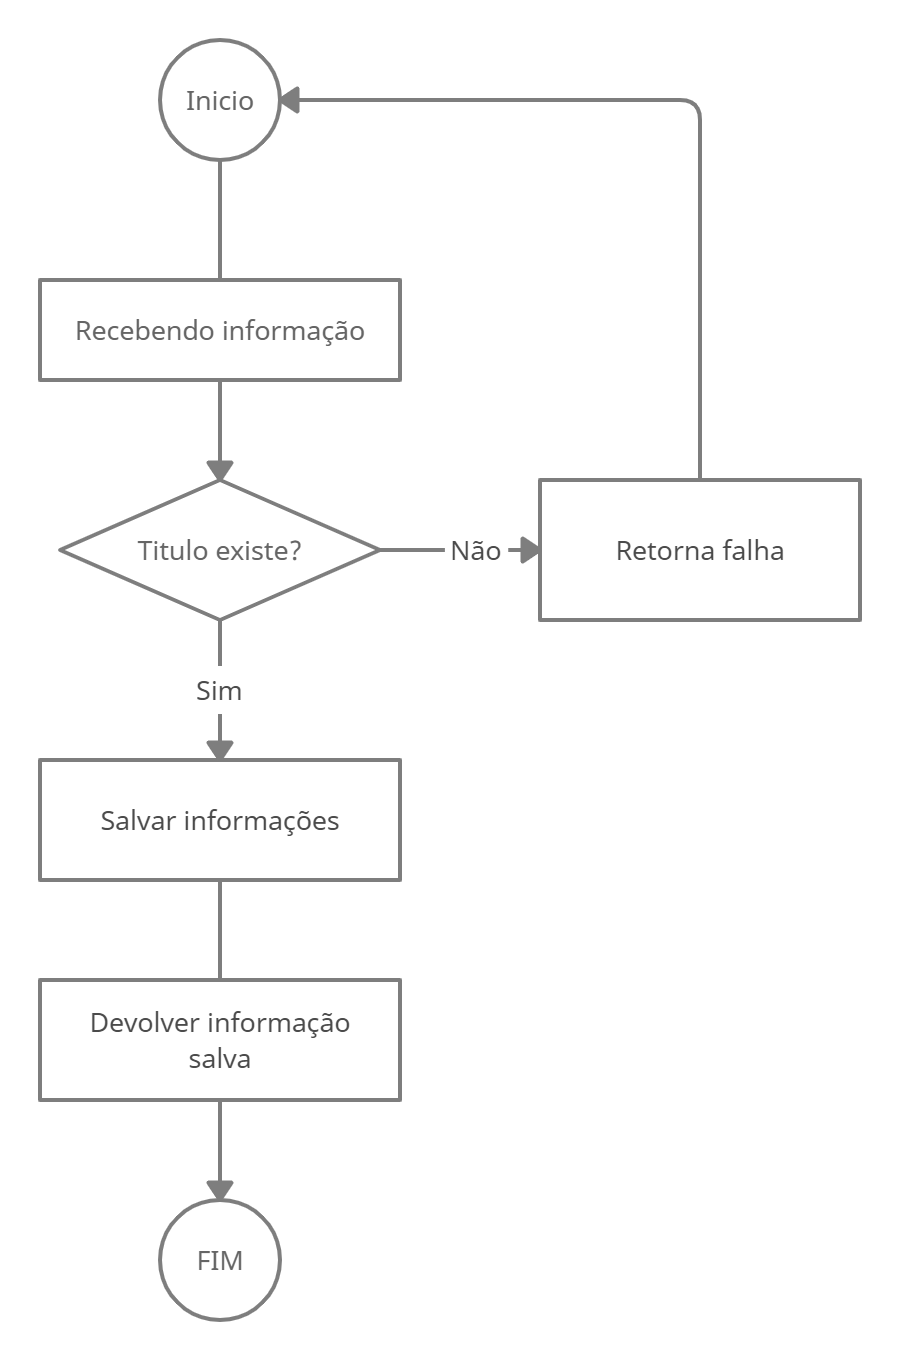 Inicio
Recebendo informação
Titulo existe?
Não
Retorna falha
Sim
Salvar informações
Devolver informação
salva
FIM